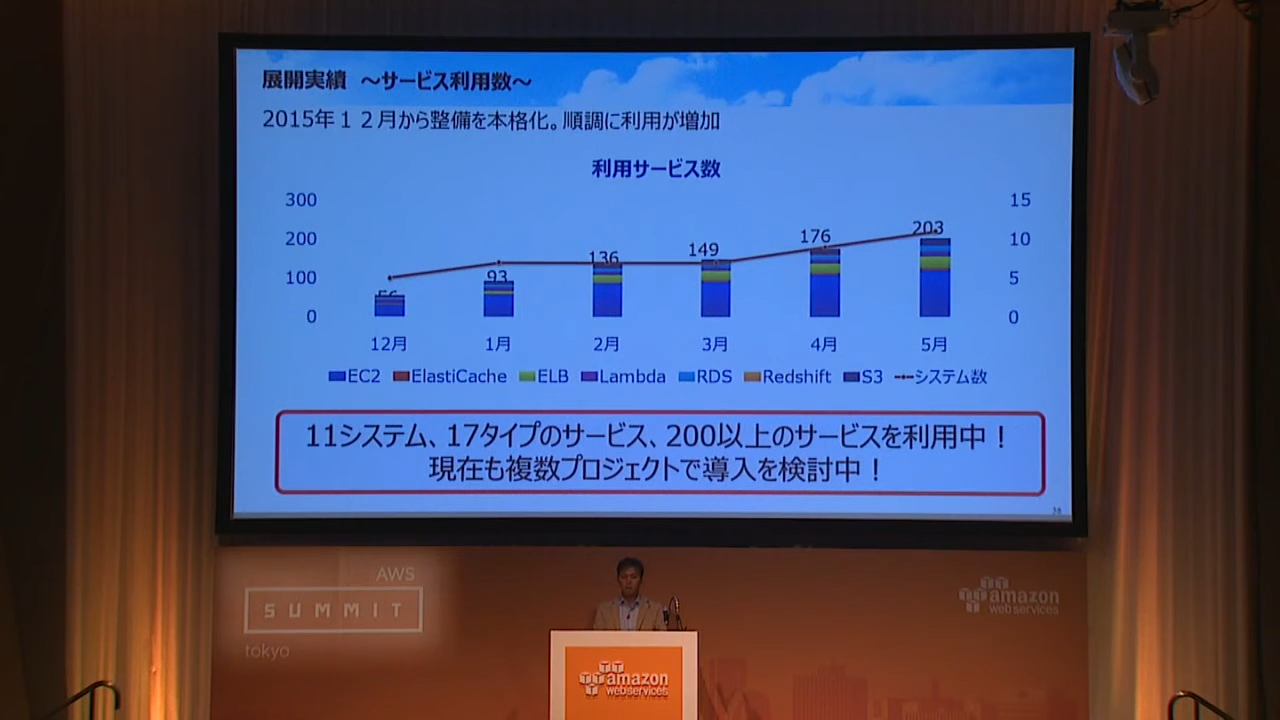 展開実績 ～サービス利用数～
2015年１２月から整備を本格化。順調に利用が増加
利用サービス数
300
200
100
0
15
10
5
0
56
93
136
149
176
203
12月
1月
2月
3月
4月
5月
EC2 ElastiCache ELB Lambda RDS Redshift S3 システム数
11システム、17タイプのサービス、200以上のサービスを利用中！
現在も複数プロジェクトで導入を検討中！
AWS
SUMMIT
tokyo
amazon
web services
amazon
web services